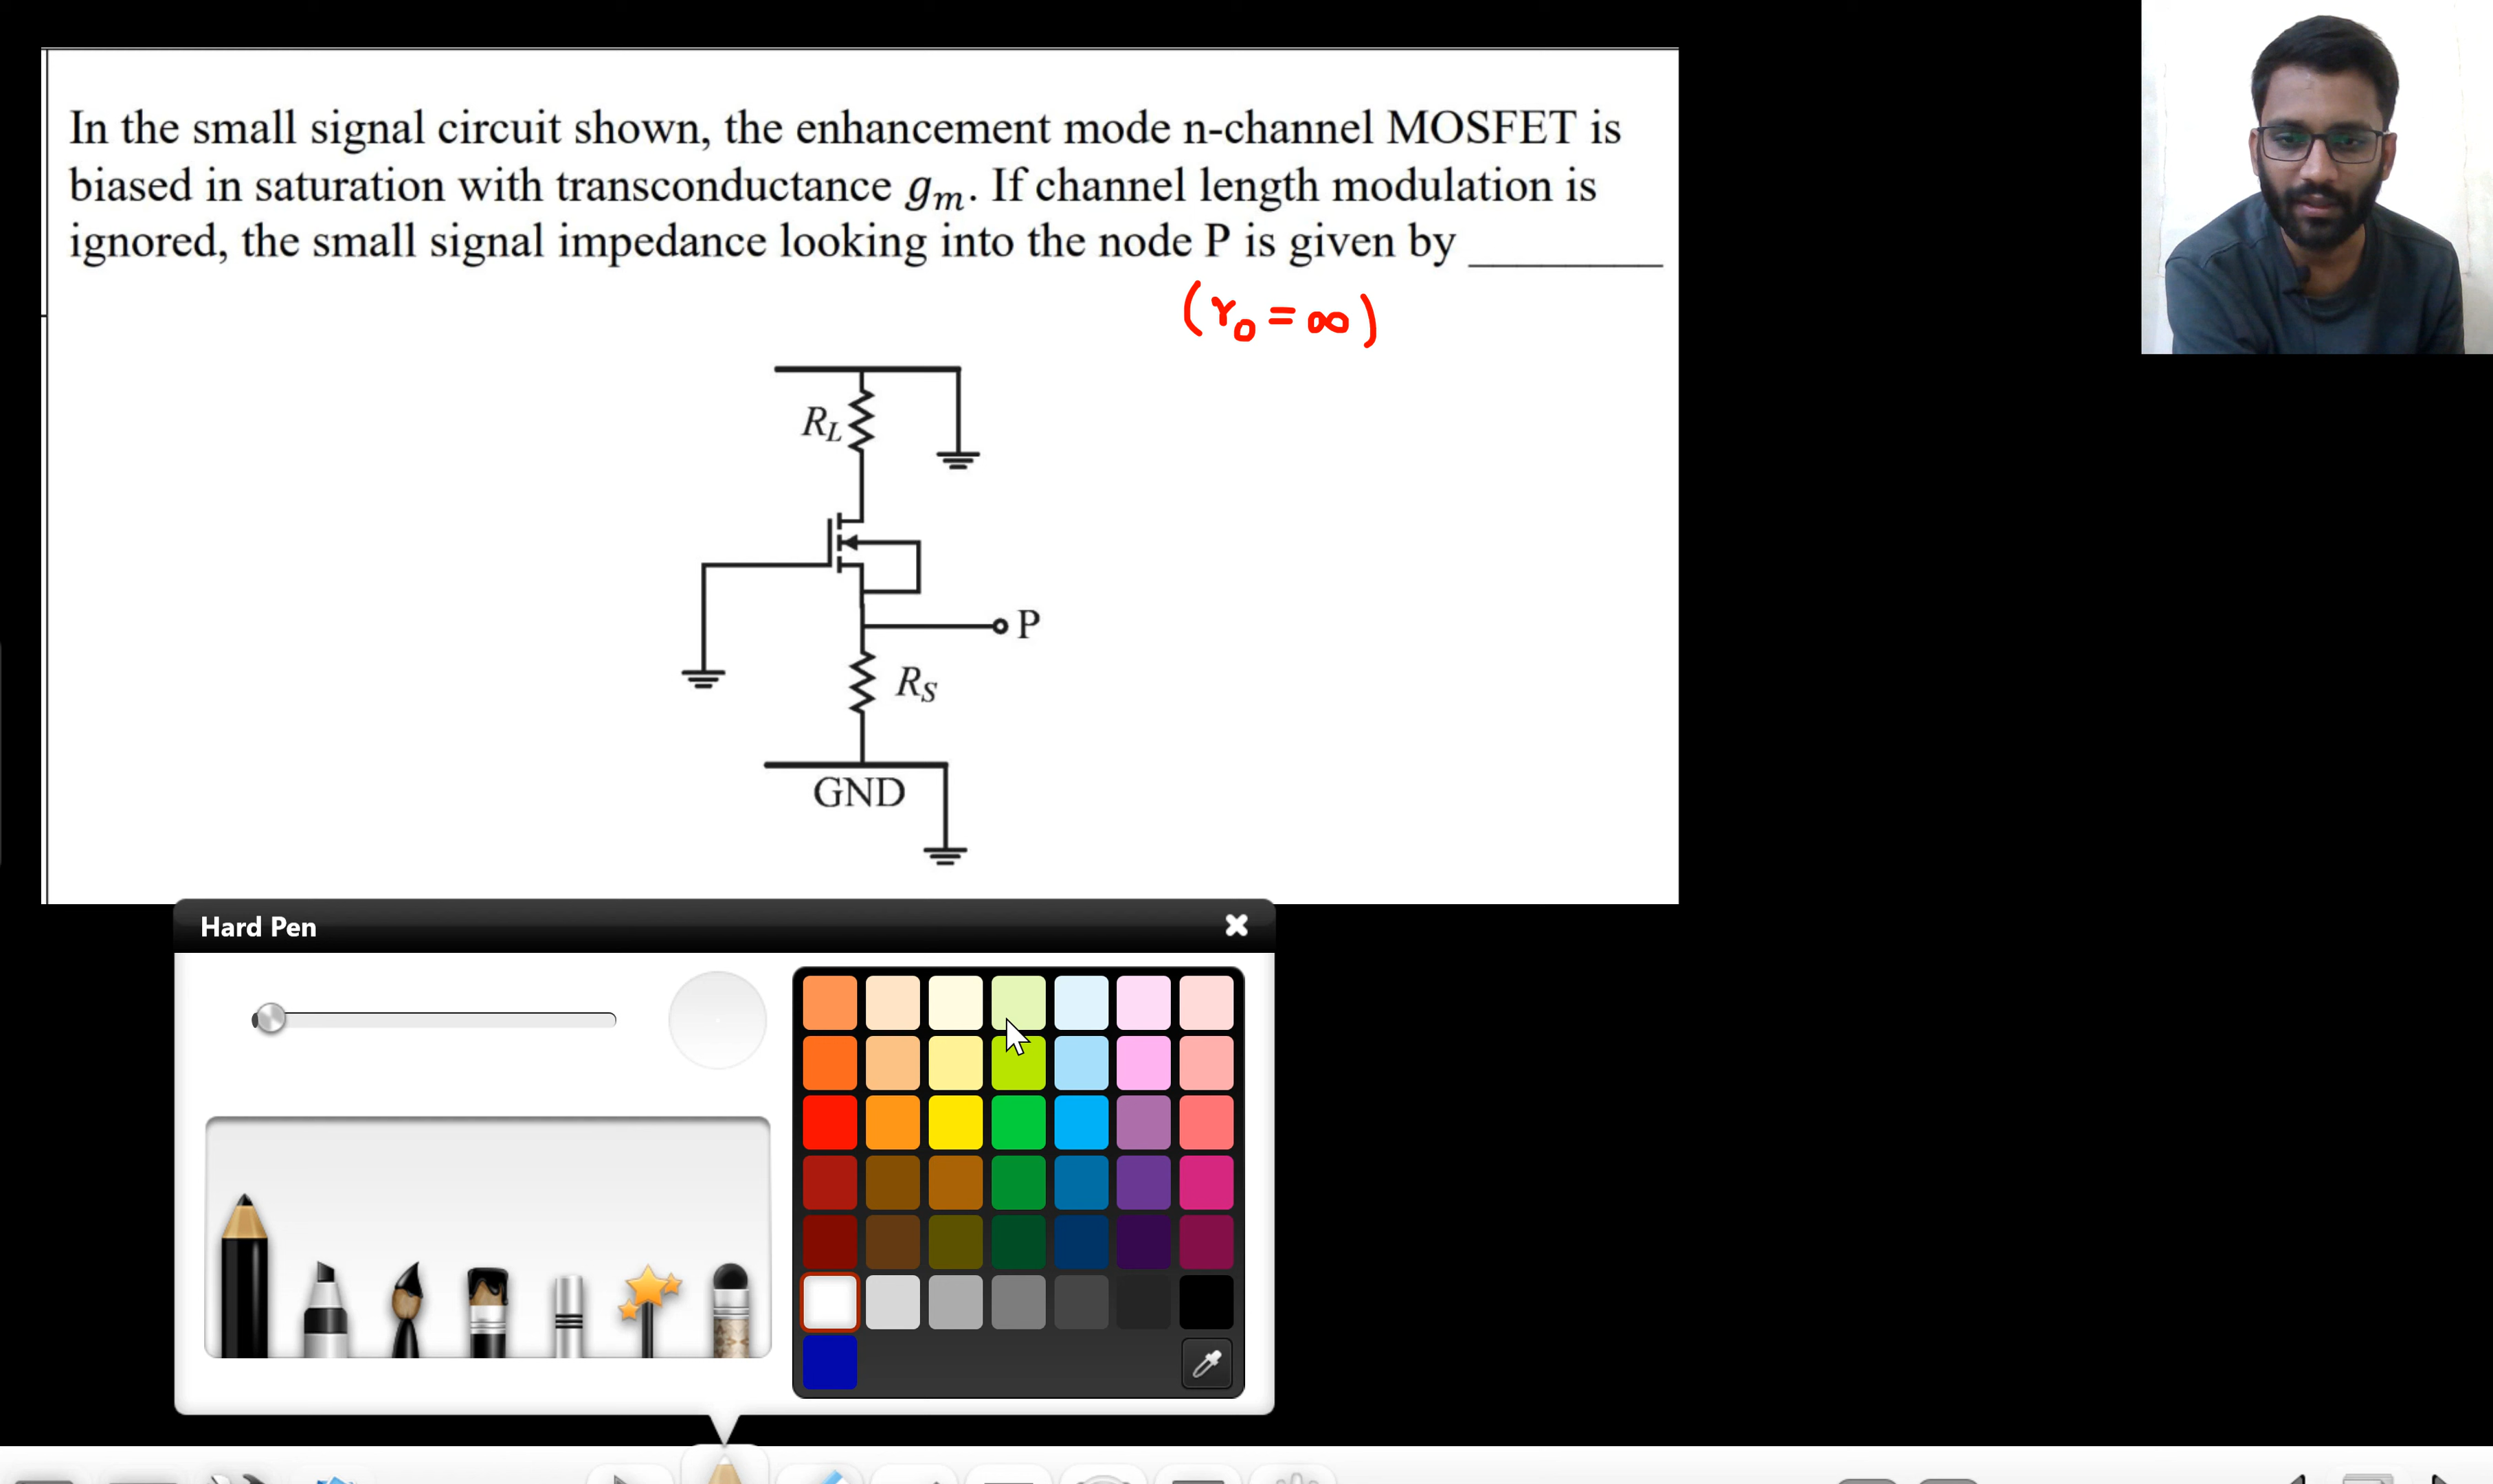 In the small signal circuit shown, the enhancement mode n-channel MOSFET is
biased in saturation with transconductance gₘ. If channel length modulation is
ignored, the small signal impedance looking into the node P is given by ________
(r₀ = ∞)
R_L
P
R_S
GND
Hard Pen